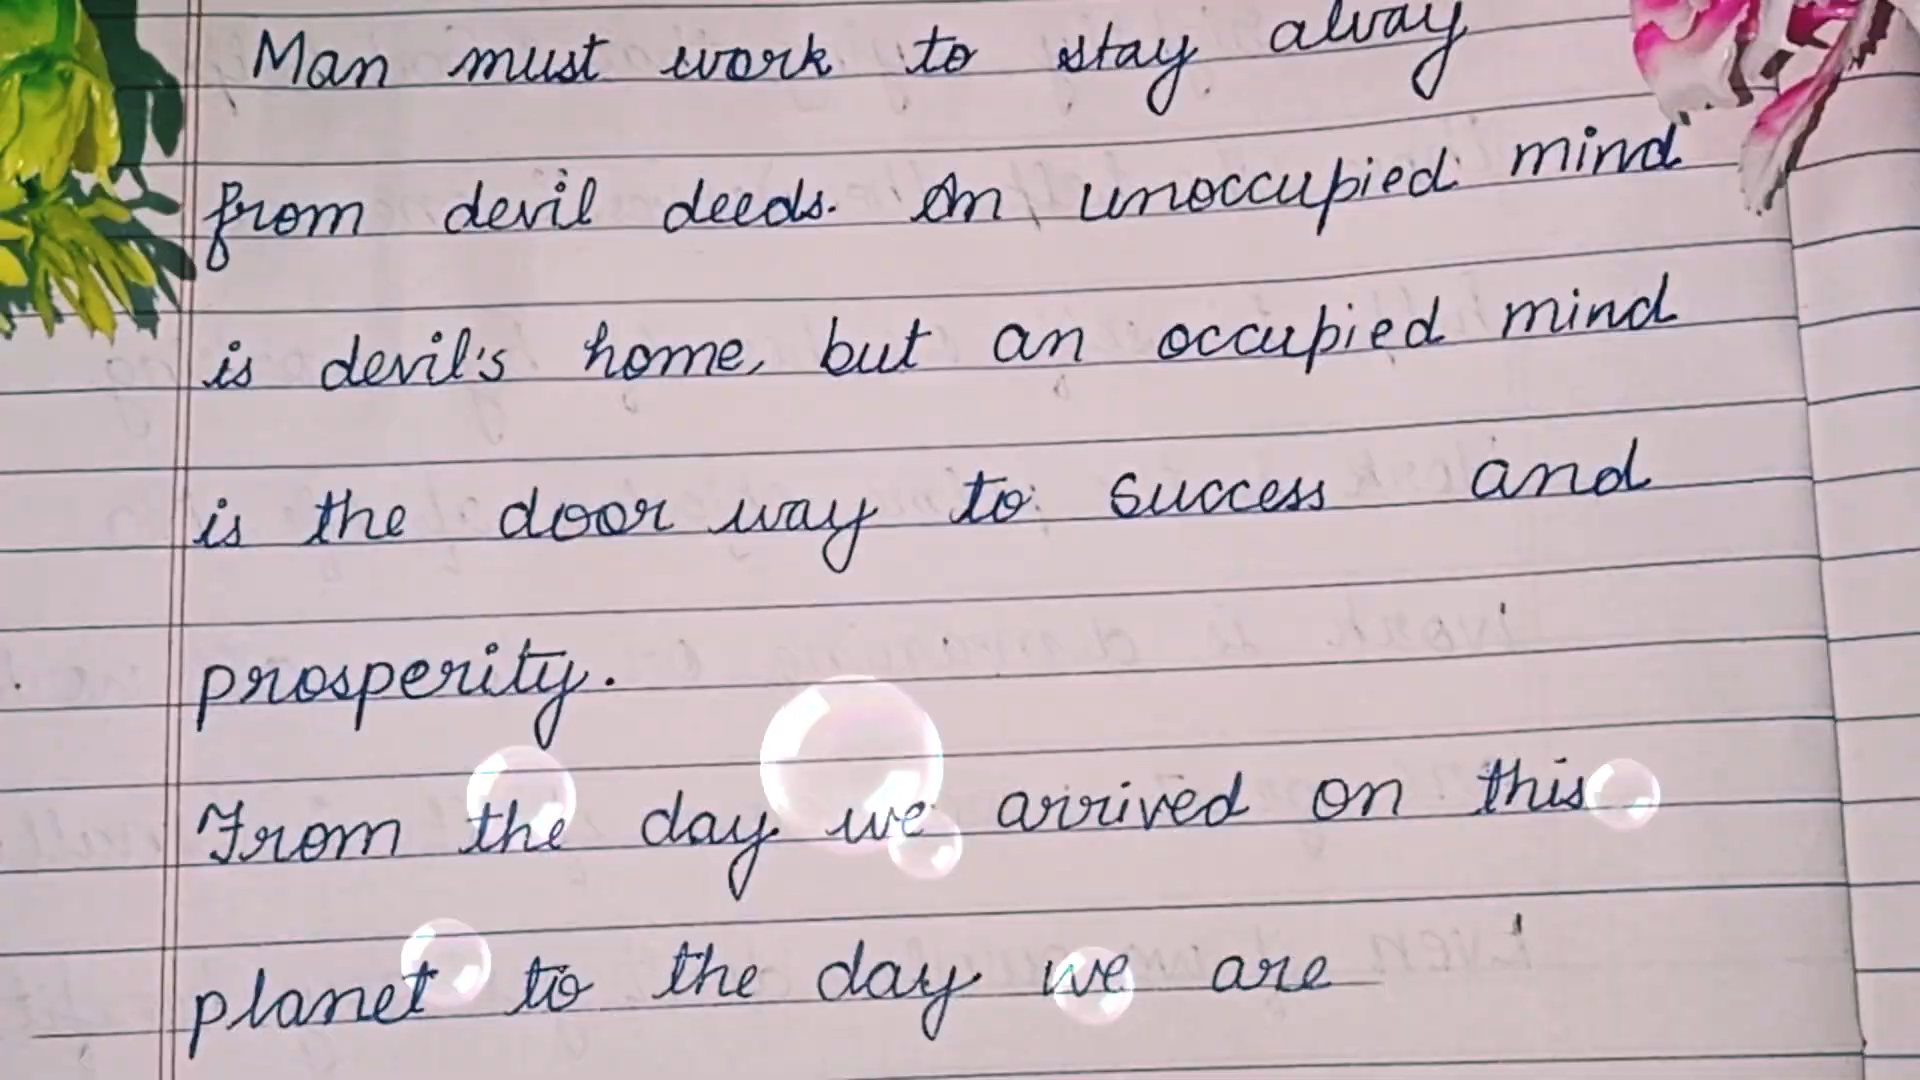 Man must work to stay alway
from devil deeds. An unoccupied mind
is devil's home, but an occupied mind
is the door way to success and
prosperity.
From the day we arrived on this
planet to the day we are